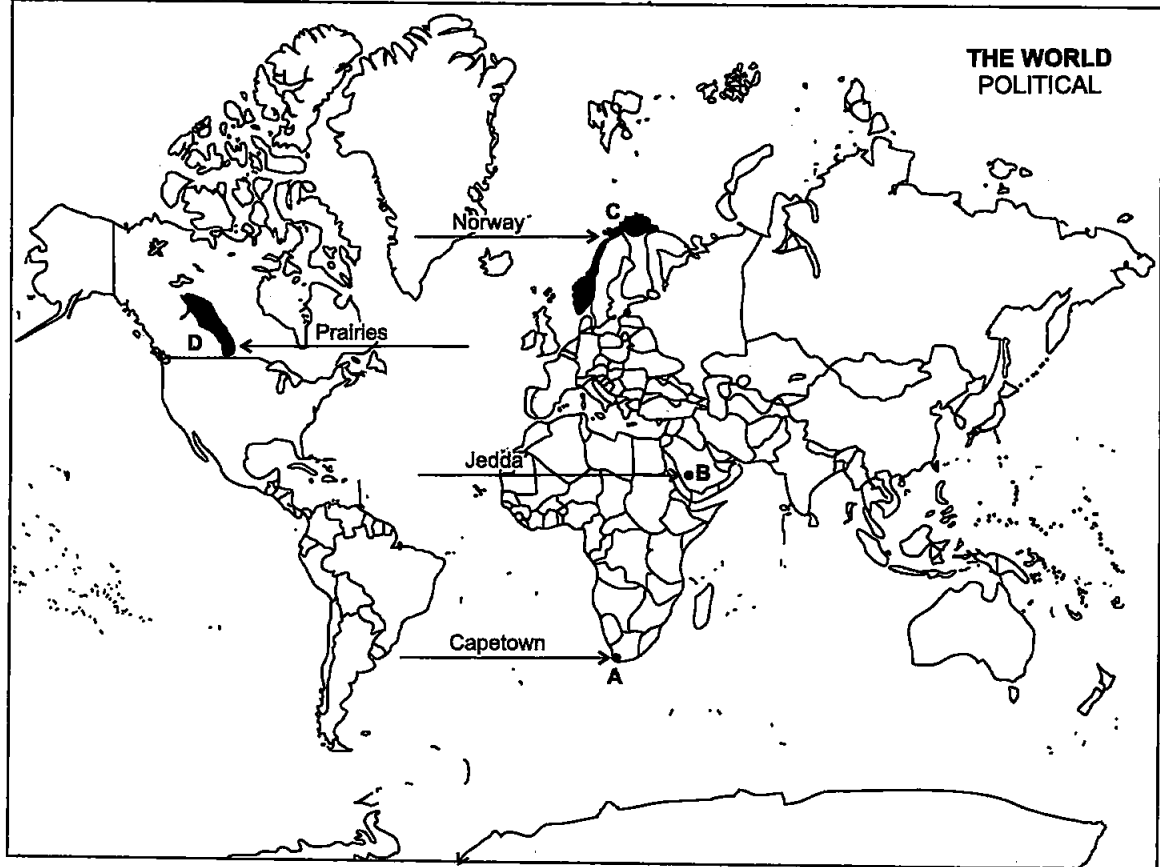 THE WORLD
POLITICAL
C
Norway
D
Prairies
Jedda
B
Capetown
A